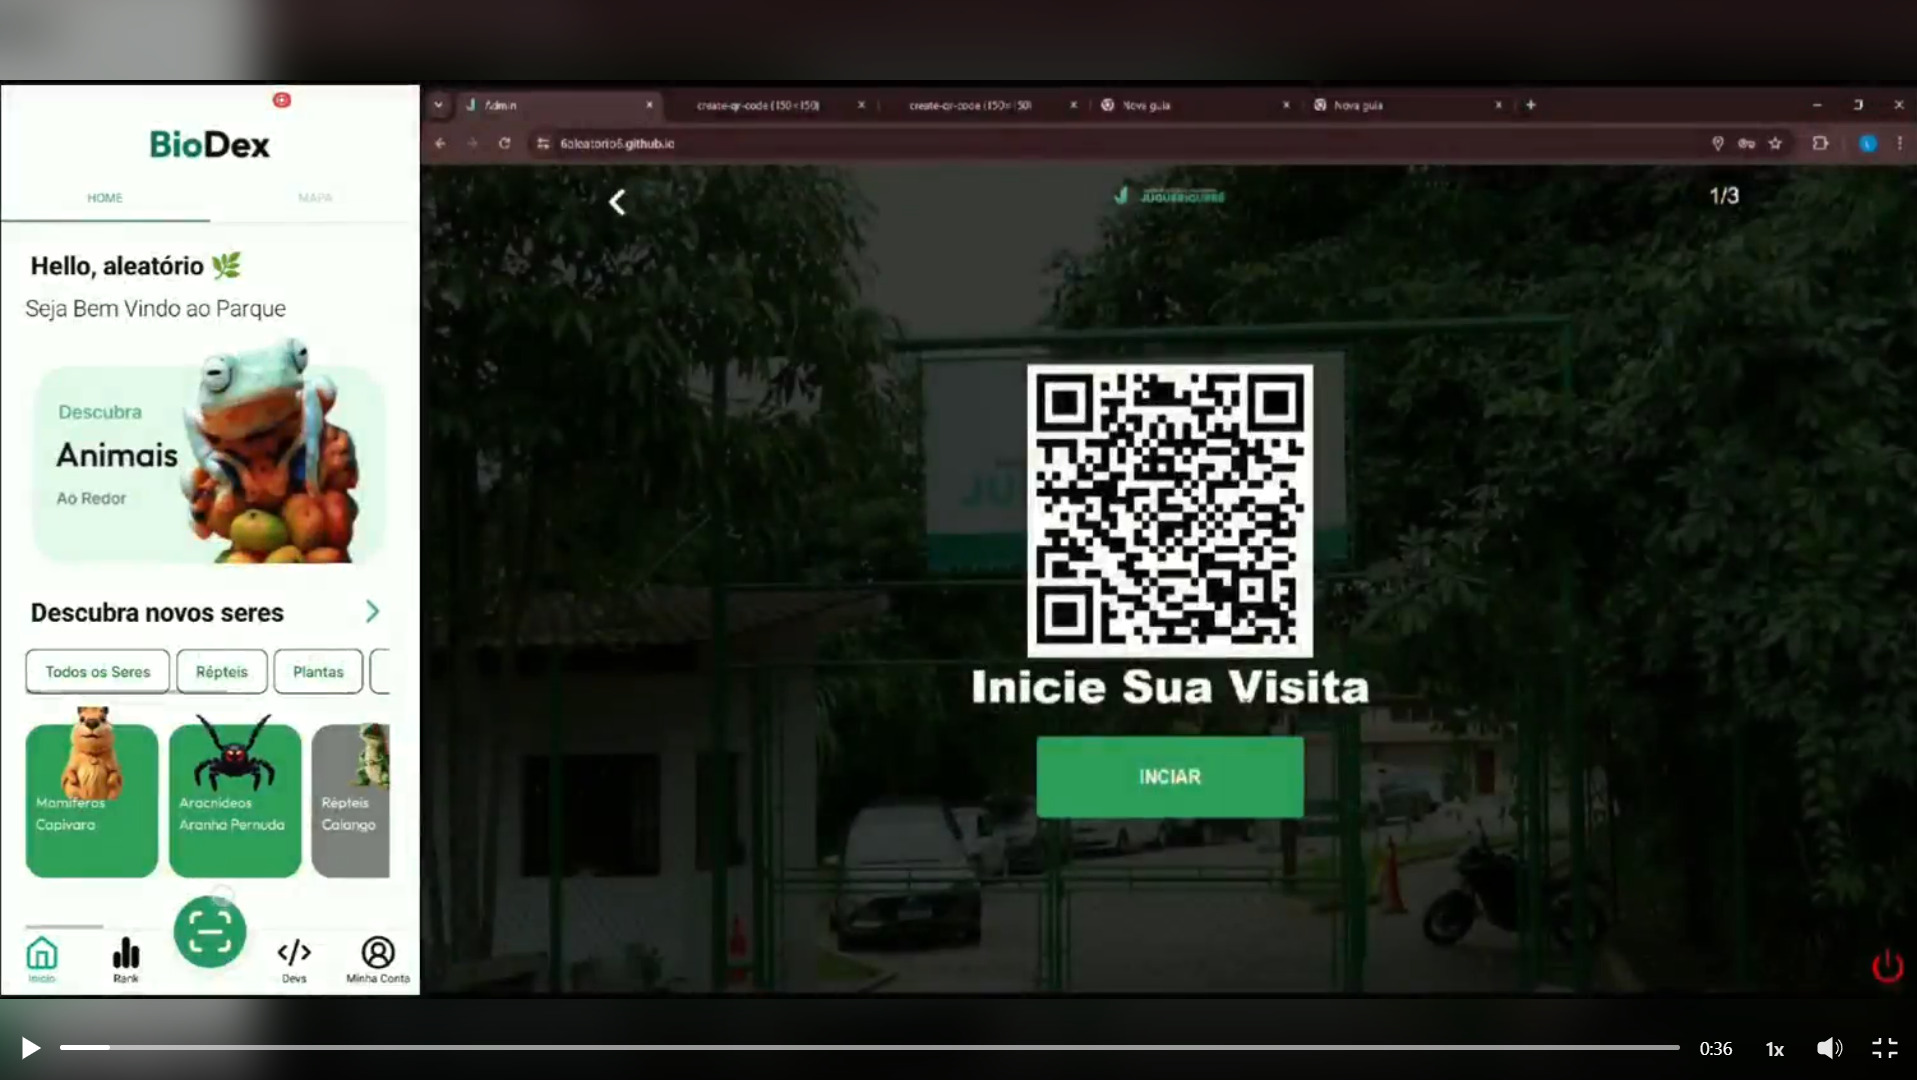 BioDex
HOME
MAPA
Hello, aleatório
Seja Bem Vindo ao Parque
Descubra
Animais
Ao Redor
Descubra novos seres
Todos os Seres
Répteis
Plantas
Mamíferos
Capivara
Aracnídeos
Aranha Pernuda
Répteis
Calango
Início
Rank
Devs
Minha Conta
Admin
create-qr-code (150×150)
create-qr-code (150×150)
Nova guia
Nova guia
6aleatorio6.github.io
JUQUERIQUERÊ
1/3
JU
Inicie Sua Visita
INCIAR
0:36
1x